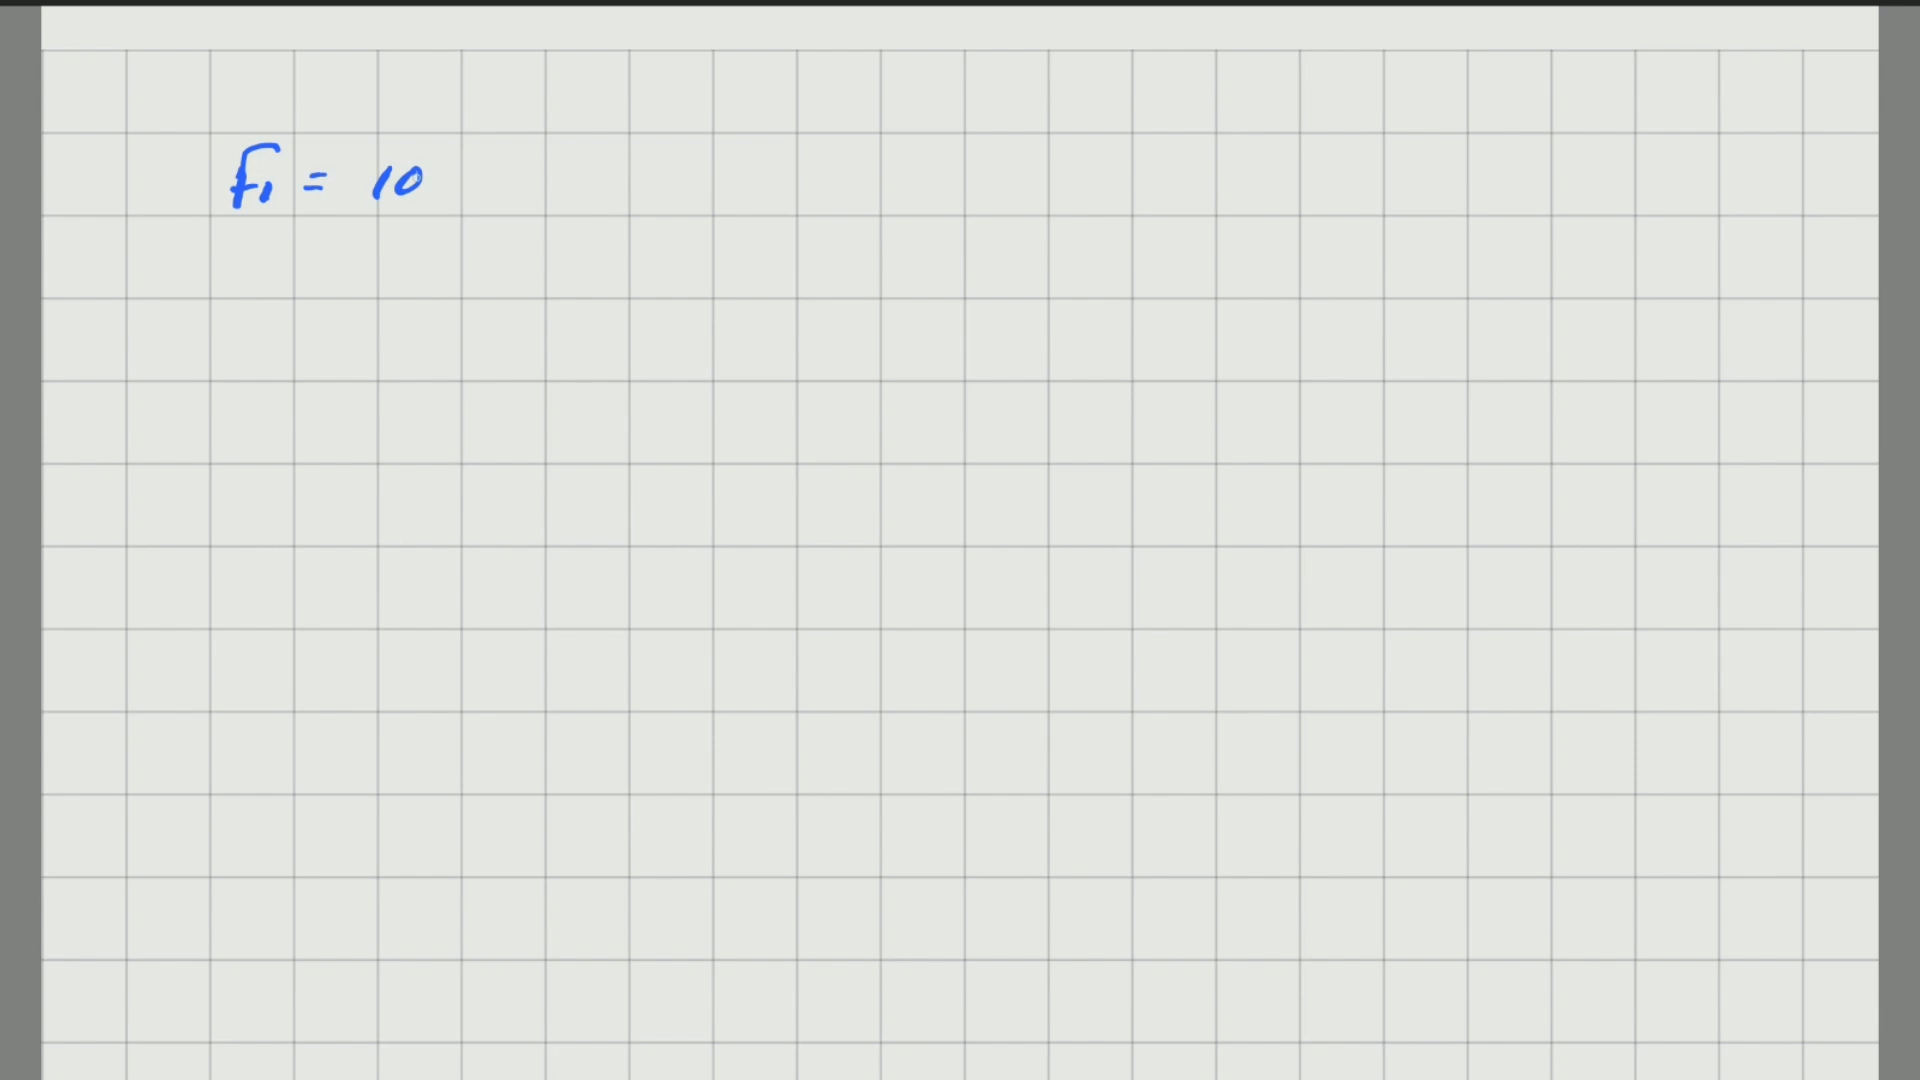 f₁ = 10